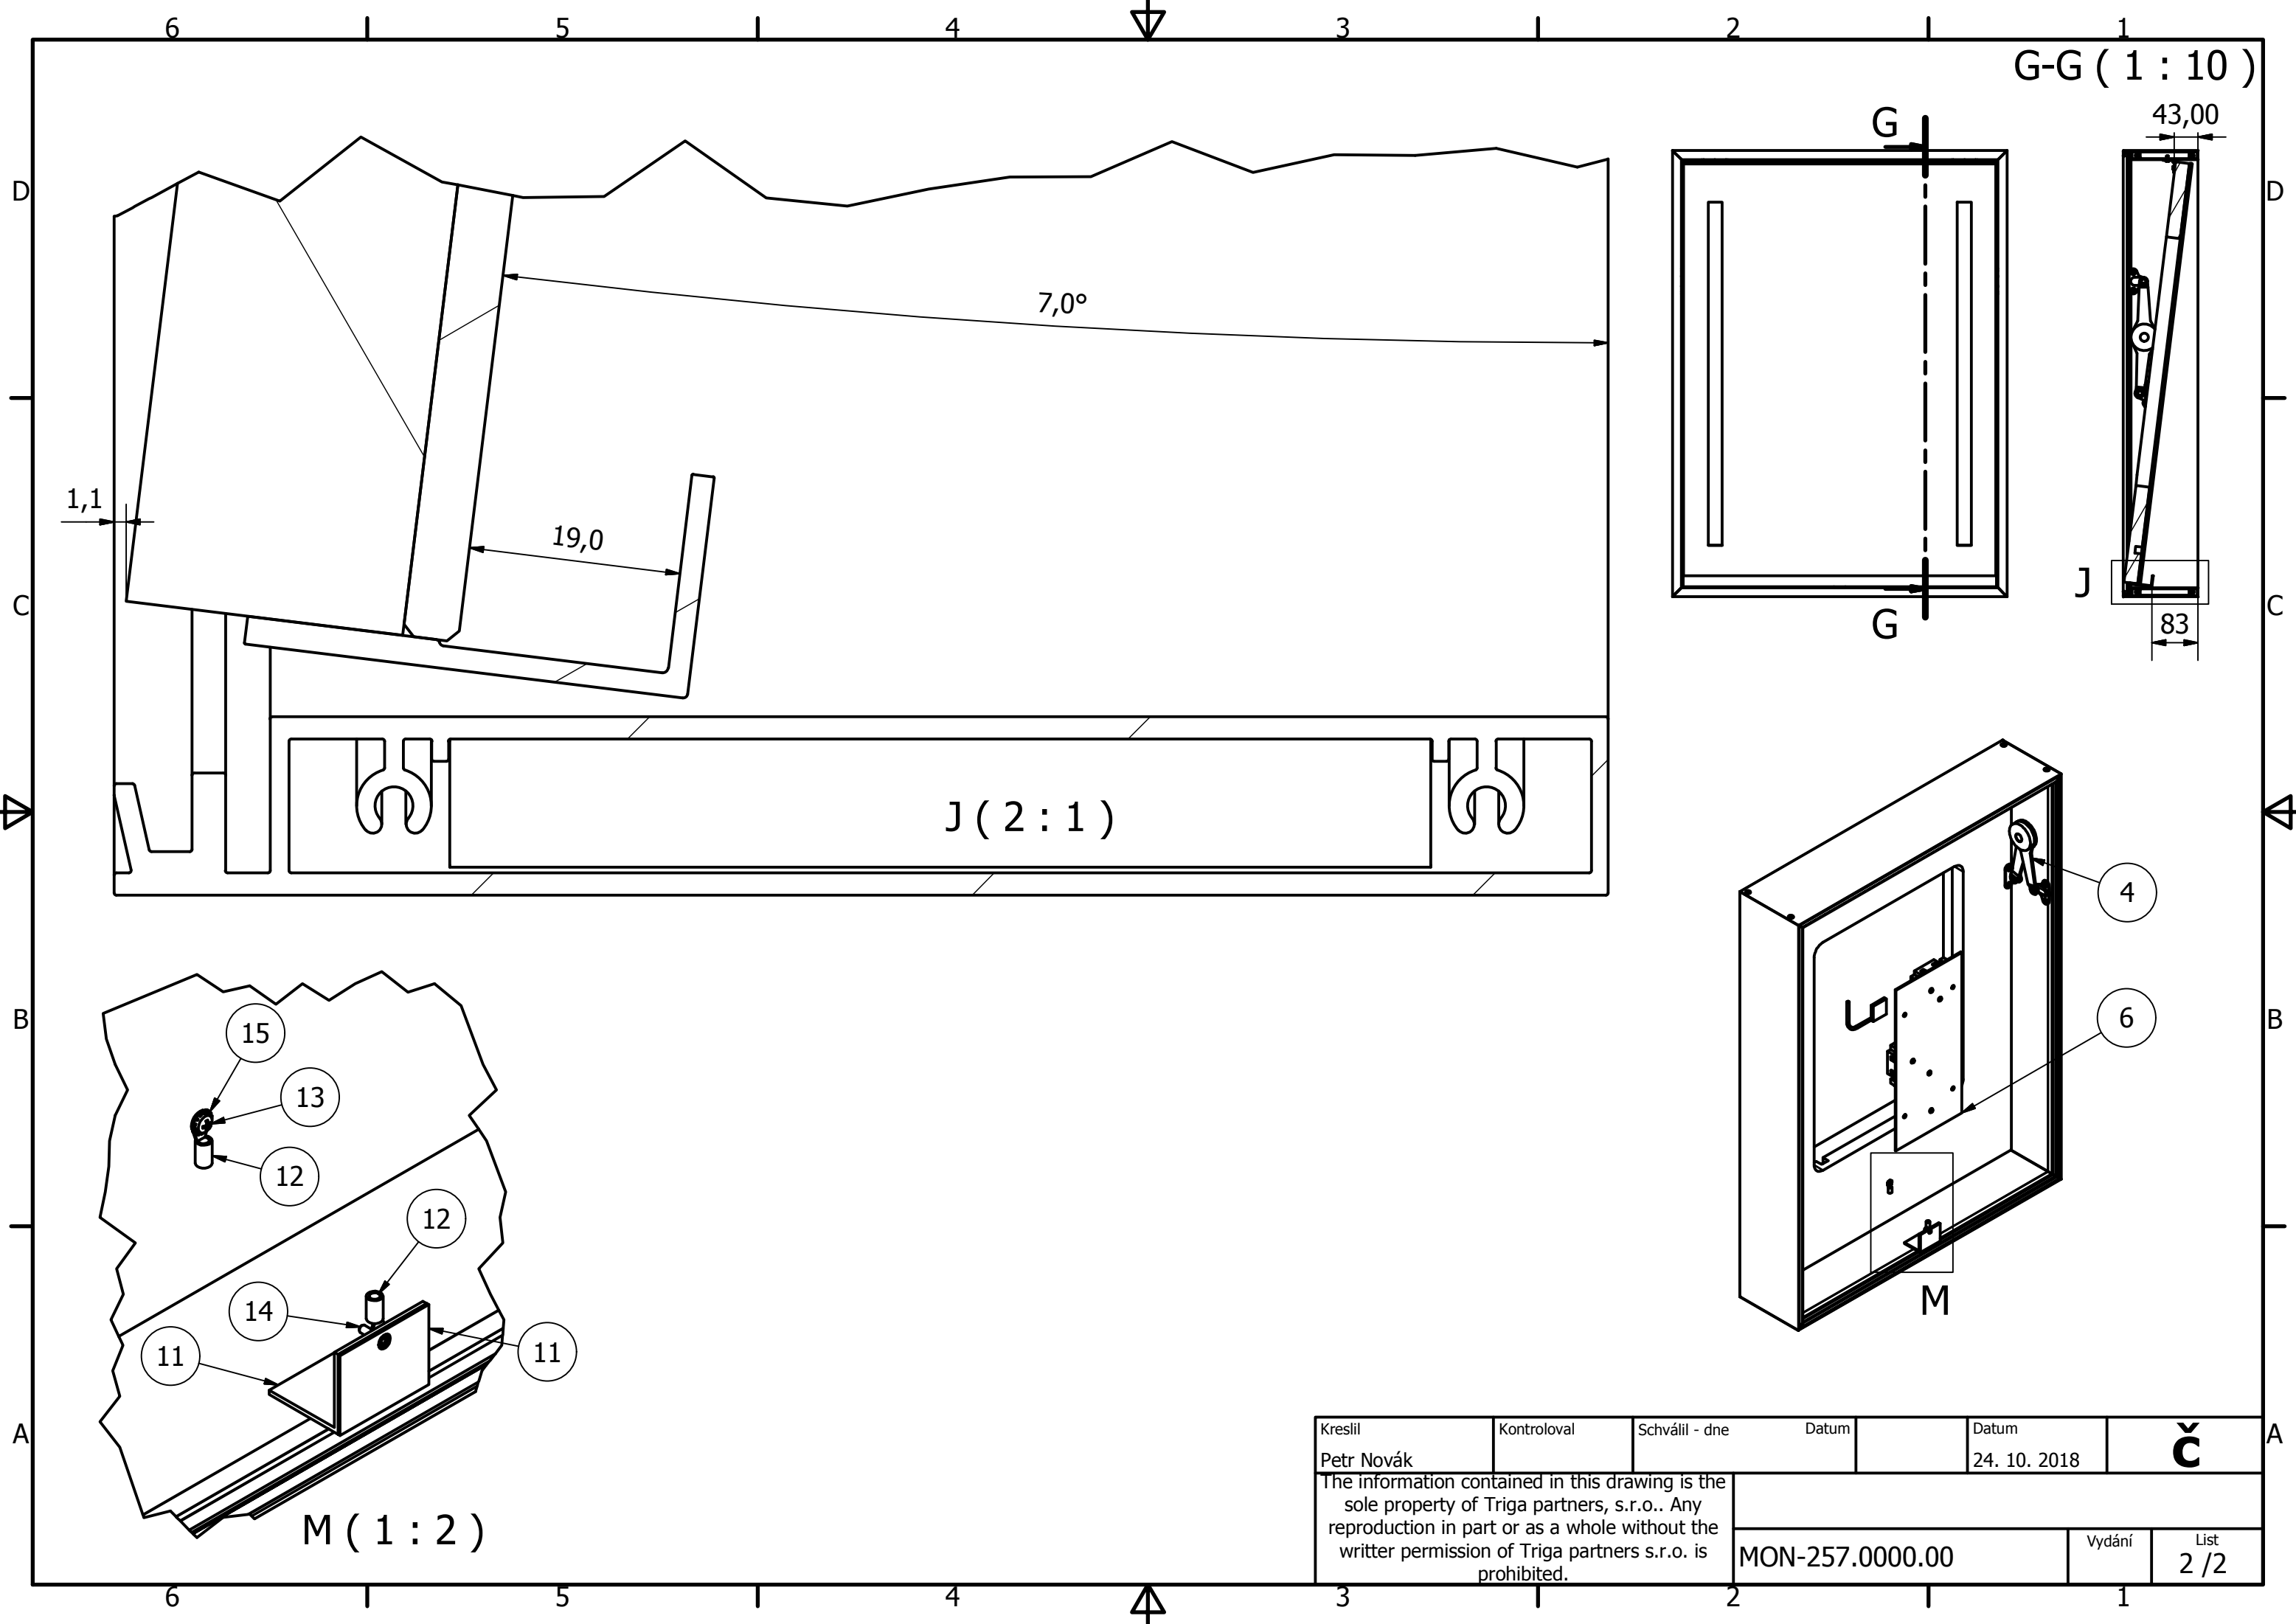 6 5 4 3 2 1
G-G ( 1 : 10 )
43,00
G
D D
7,0°
1,1
19,0
J
C C
G
83
J ( 2 : 1 )
4
B B
15
6
13
12
12
14
11
11
M
M ( 1 : 2 )
A A
Kreslil Kontroloval Schválil - dne Datum Datum
Petr Novák 24. 10. 2018
Č
The information contained in this drawing is the
sole property of Triga partners, s.r.o.. Any
reproduction in part or as a whole without the
writter permission of Triga partners s.r.o. is
prohibited.
MON-257.0000.00
Vydání
List
2 /2
6 5 4 3 2 1